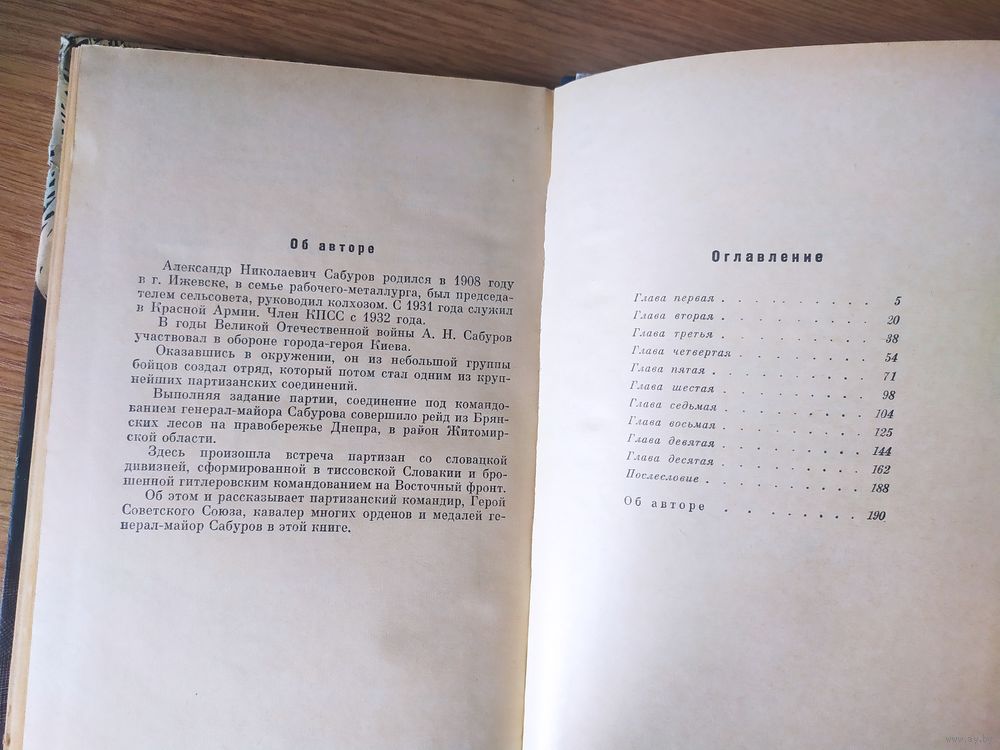 Об авторе
Александр Николаевич Сабуров родился в 1908 году
в г. Ижевске, в семье рабочего-металлурга, был председа-
телем сельсовета, руководил колхозом. С 1931 года служил
в Красной Армии. Член КПСС с 1932 года.
В годы Великой Отечественной войны А. Н. Сабуров
участвовал в обороне города-героя Киева.
Оказавшись в окружении, он из небольшой группы
бойцов создал отряд, который потом стал одним из круп-
нейших партизанских соединений.
Выполняя задание партии, соединение под командо-
ванием генерал-майора Сабурова совершило рейд из Брян-
ских лесов на правобережье Днепра, в район Житомир-
ской области.
Здесь произошла встреча партизан со словацкой
дивизией, сформированной в тиссовской Словакии и бро-
шенной гитлеровским командованием на Восточный фронт.
Об этом и рассказывает партизанский командир, Герой
Советского Союза, кавалер многих орденов и медалей ге-
нерал-майор Сабуров в этой книге.
Оглавление
Глава первая . . . . . . . . . . 5
Глава вторая . . . . . . . . . . 20
Глава третья . . . . . . . . . . 38
Глава четвертая . . . . . . . . . 54
Глава пятая . . . . . . . . . . 71
Глава шестая . . . . . . . . . . 98
Глава седьмая . . . . . . . . . . 104
Глава восьмая . . . . . . . . . . 125
Глава девятая . . . . . . . . . . 144
Глава десятая . . . . . . . . . . 162
Послесловие . . . . . . . . . . 188
Об авторе . . . . . . . . . 190
www.ay.by